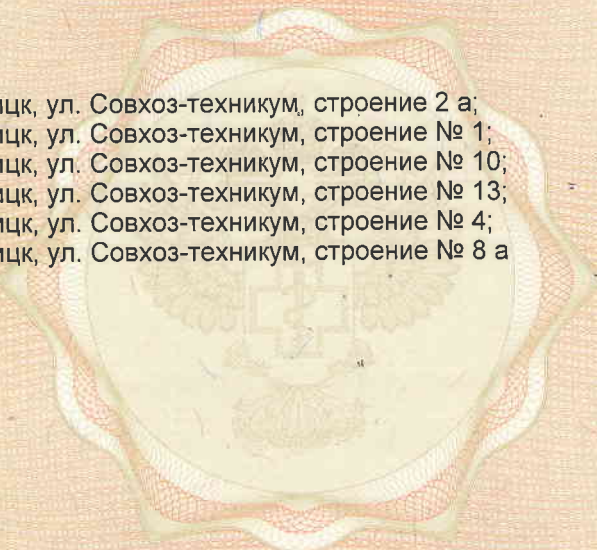 ицк, ул. Совхоз-техникум, строение 2 а;
ицк, ул. Совхоз-техникум, строение № 1;
ицк, ул. Совхоз-техникум, строение № 10;
ицк, ул. Совхоз-техникум, строение № 13;
ицк, ул. Совхоз-техникум, строение № 4;
ицк, ул. Совхоз-техникум, строение № 8 а